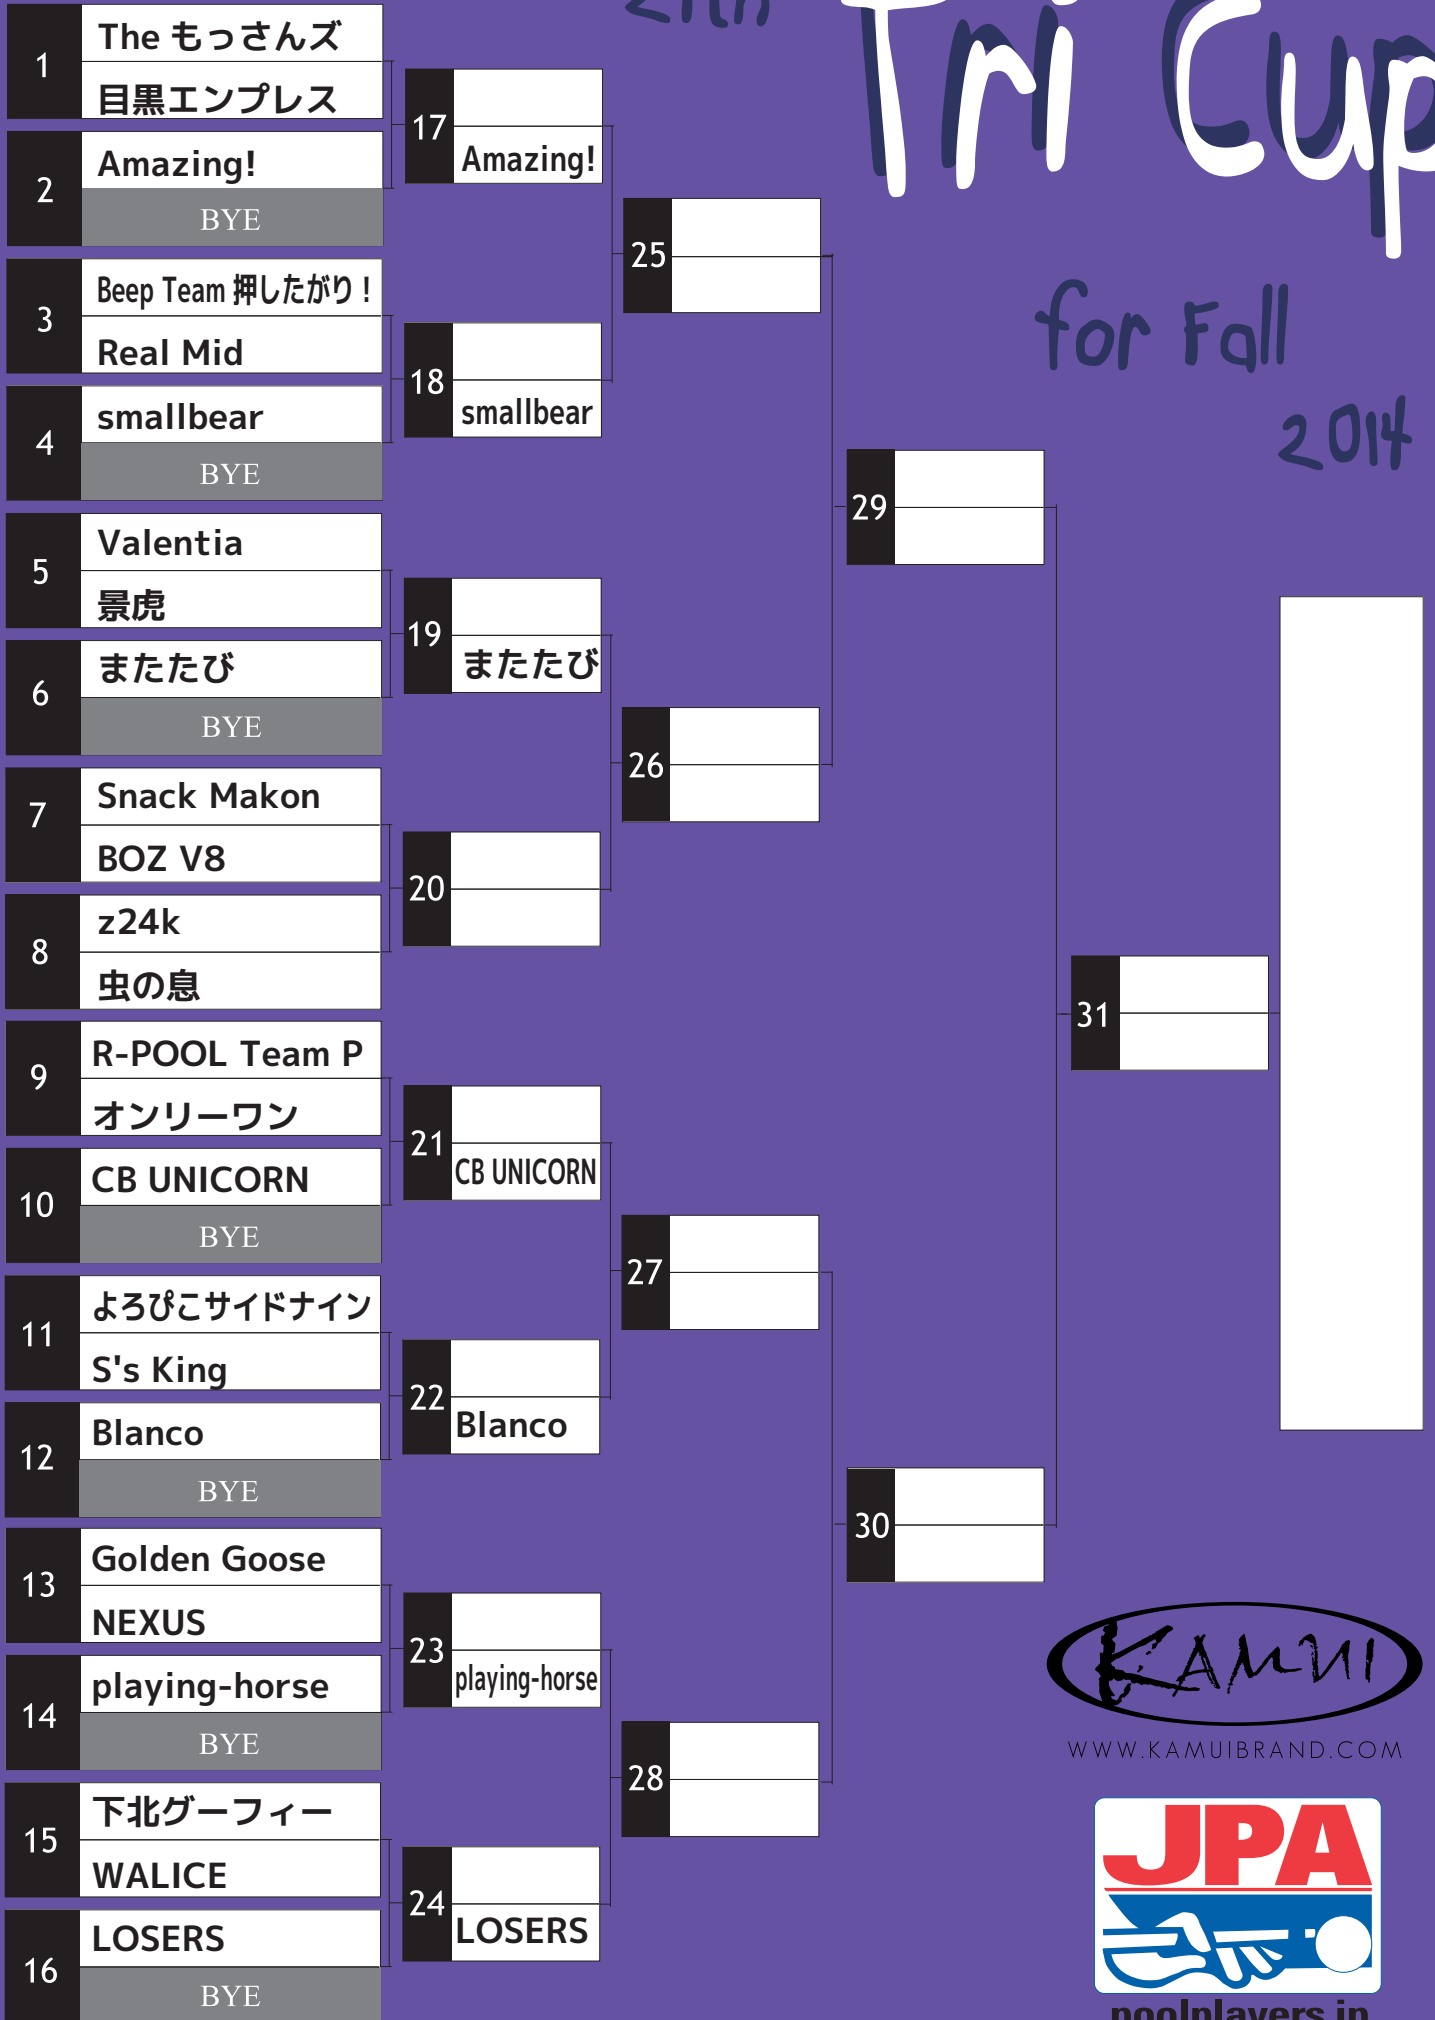 Tri Cup
for Fall
2014
1
The もっさんズ
目黒エンプレス
2
Amazing!
BYE
3
Beep Team 押したがり！
Real Mid
4
smallbear
BYE
5
Valentia
景虎
6
またたび
BYE
7
Snack Makon
BOZ V8
8
z24k
虫の息
9
R-POOL Team P
オンリーワン
10
CB UNICORN
BYE
11
よろぴこサイドナイン
S's King
12
Blanco
BYE
13
Golden Goose
NEXUS
14
playing-horse
BYE
15
下北グーフィー
WALICE
16
LOSERS
BYE
17
Amazing!
18
smallbear
19
またたび
20
21
CB UNICORN
22
Blanco
23
playing-horse
24
LOSERS
25
26
27
28
29
30
31
KAMUI
WWW.KAMUIBRAND.COM
JPA
poolplayers.jp